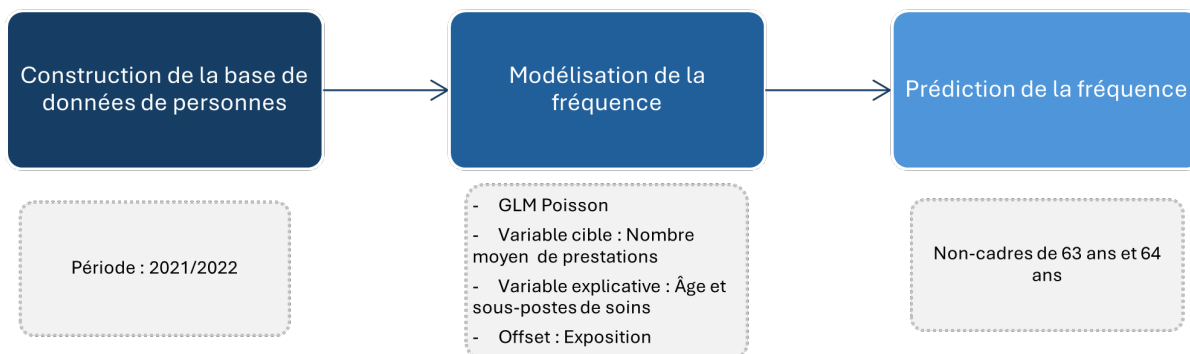 Construction de la base de
données de personnes
Modélisation de la
fréquence
Prédiction de la fréquence
Période : 2021/2022
- GLM Poisson
- Variable cible : Nombre
moyen de prestations
- Variable explicative : Âge et
sous-postes de soins
- Offset : Exposition
Non-cadres de 63 ans et 64
ans